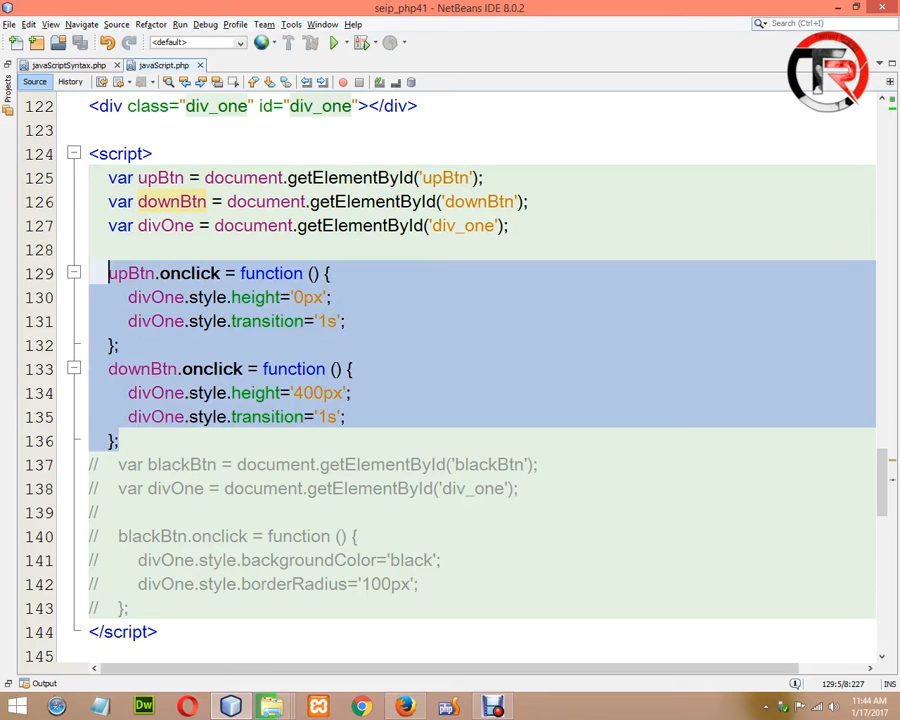 seip_php41 - NetBeans IDE 8.0.2
File Edit View Navigate Source Refactor Run Debug Profile Team Tools Window Help
<default>
Search (Ctrl+I)
javaScriptSyntax.php
javaScript.php
Projects
Source History
122 <div class="div_one" id="div_one"></div>
123
124 <script>
125 var upBtn = document.getElementById('upBtn');
126 var downBtn = document.getElementById('downBtn');
127 var divOne = document.getElementById('div_one');
128
129 upBtn.onclick = function () {
130 divOne.style.height='0px';
131 divOne.style.transition='1s';
132 };
133 downBtn.onclick = function () {
134 divOne.style.height='400px';
135 divOne.style.transition='1s';
136 };
137 // var blackBtn = document.getElementById('blackBtn');
138 // var divOne = document.getElementById('div_one');
139 //
140 // blackBtn.onclick = function () {
141 // divOne.style.backgroundColor='black';
142 // divOne.style.borderRadius='100px';
143 // };
144 </script>
145
Output
129:5/8:227 INS
Dw
php
11:44 AM
1/17/2017